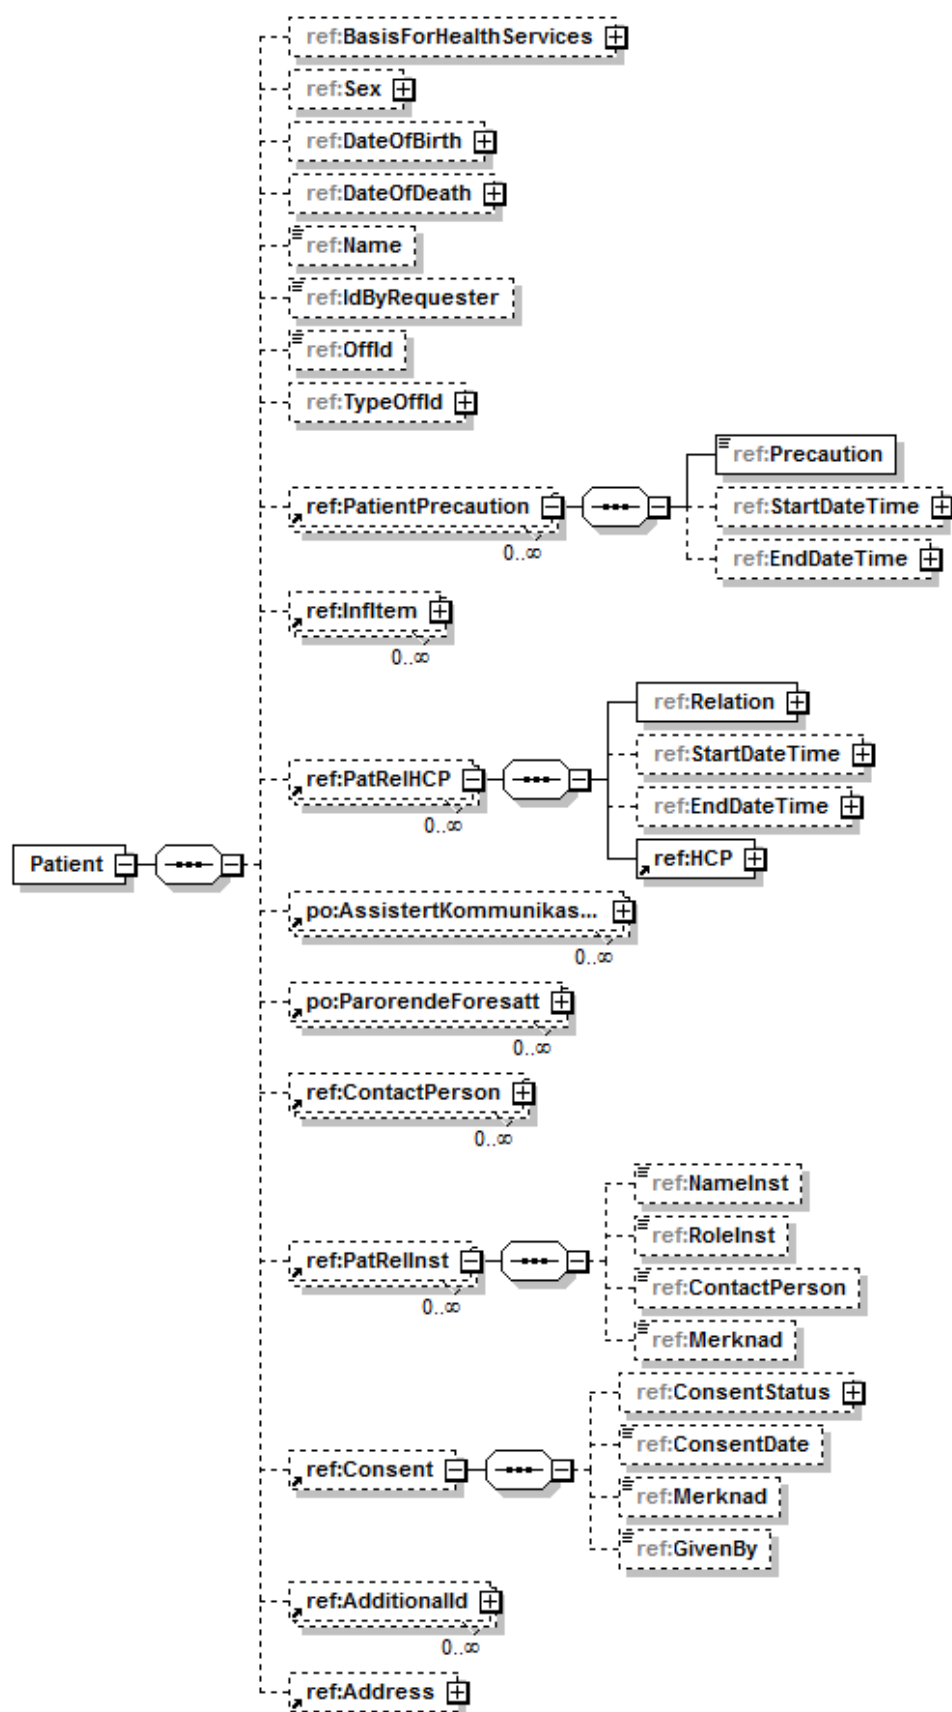 ref:BasisForHealthServices
ref:Sex
ref:DateOfBirth
ref:DateOfDeath
ref:Name
ref:IdByRequester
ref:OffId
ref:TypeOffId
ref:PatientPrecaution
0..∞
ref:Precaution
ref:StartDateTime
ref:EndDateTime
ref:InfItem
0..∞
ref:PatRelHCP
0..∞
ref:Relation
ref:StartDateTime
ref:EndDateTime
ref:HCP
Patient
po:AssistertKommunikas...
0..∞
po:ParorendeForesatt
0..∞
ref:ContactPerson
0..∞
ref:PatRelInst
0..∞
ref:NameInst
ref:RoleInst
ref:ContactPerson
ref:Merknad
ref:Consent
ref:ConsentStatus
ref:ConsentDate
ref:Merknad
ref:GivenBy
ref:AdditionalId
0..∞
ref:Address